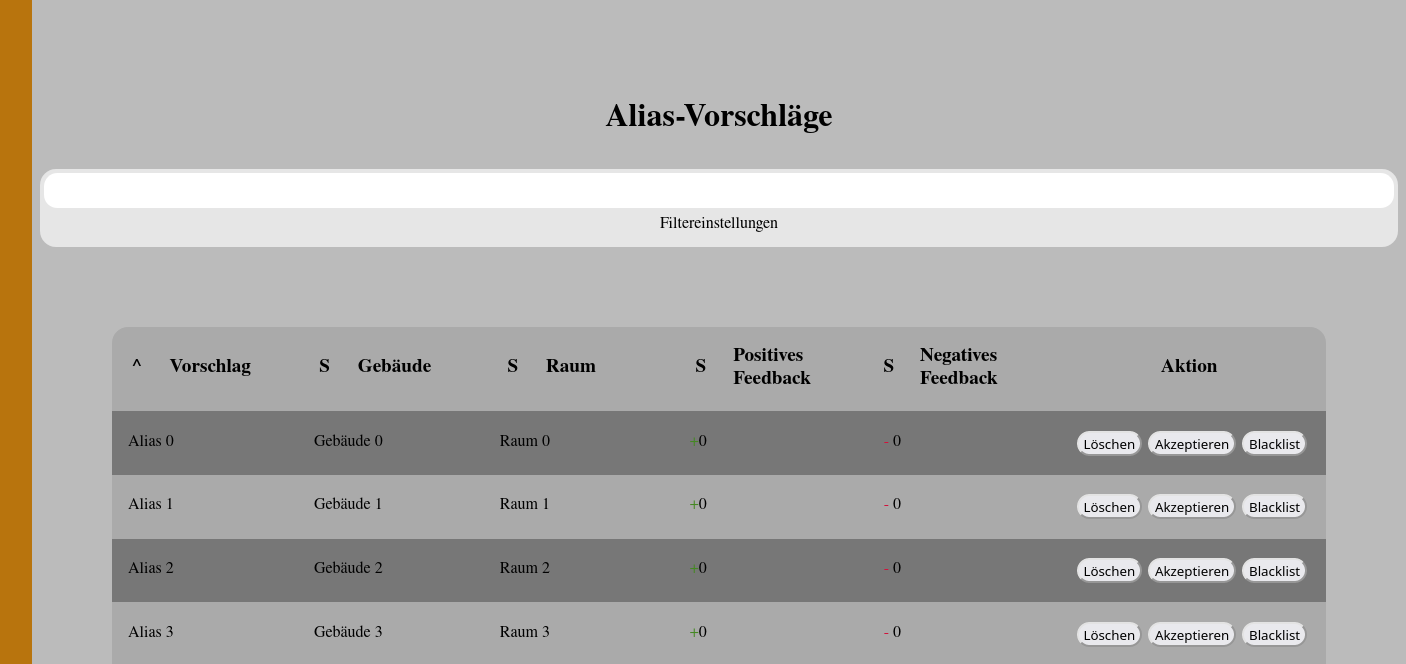 Alias-Vorschläge
Filtereinstellungen
^ Vorschlag S Gebäude S Raum S Positives Feedback S Negatives Feedback Aktion
Alias 0 Gebäude 0 Raum 0 +0 - 0 Löschen Akzeptieren Blacklist
Alias 1 Gebäude 1 Raum 1 +0 - 0 Löschen Akzeptieren Blacklist
Alias 2 Gebäude 2 Raum 2 +0 - 0 Löschen Akzeptieren Blacklist
Alias 3 Gebäude 3 Raum 3 +0 - 0 Löschen Akzeptieren Blacklist